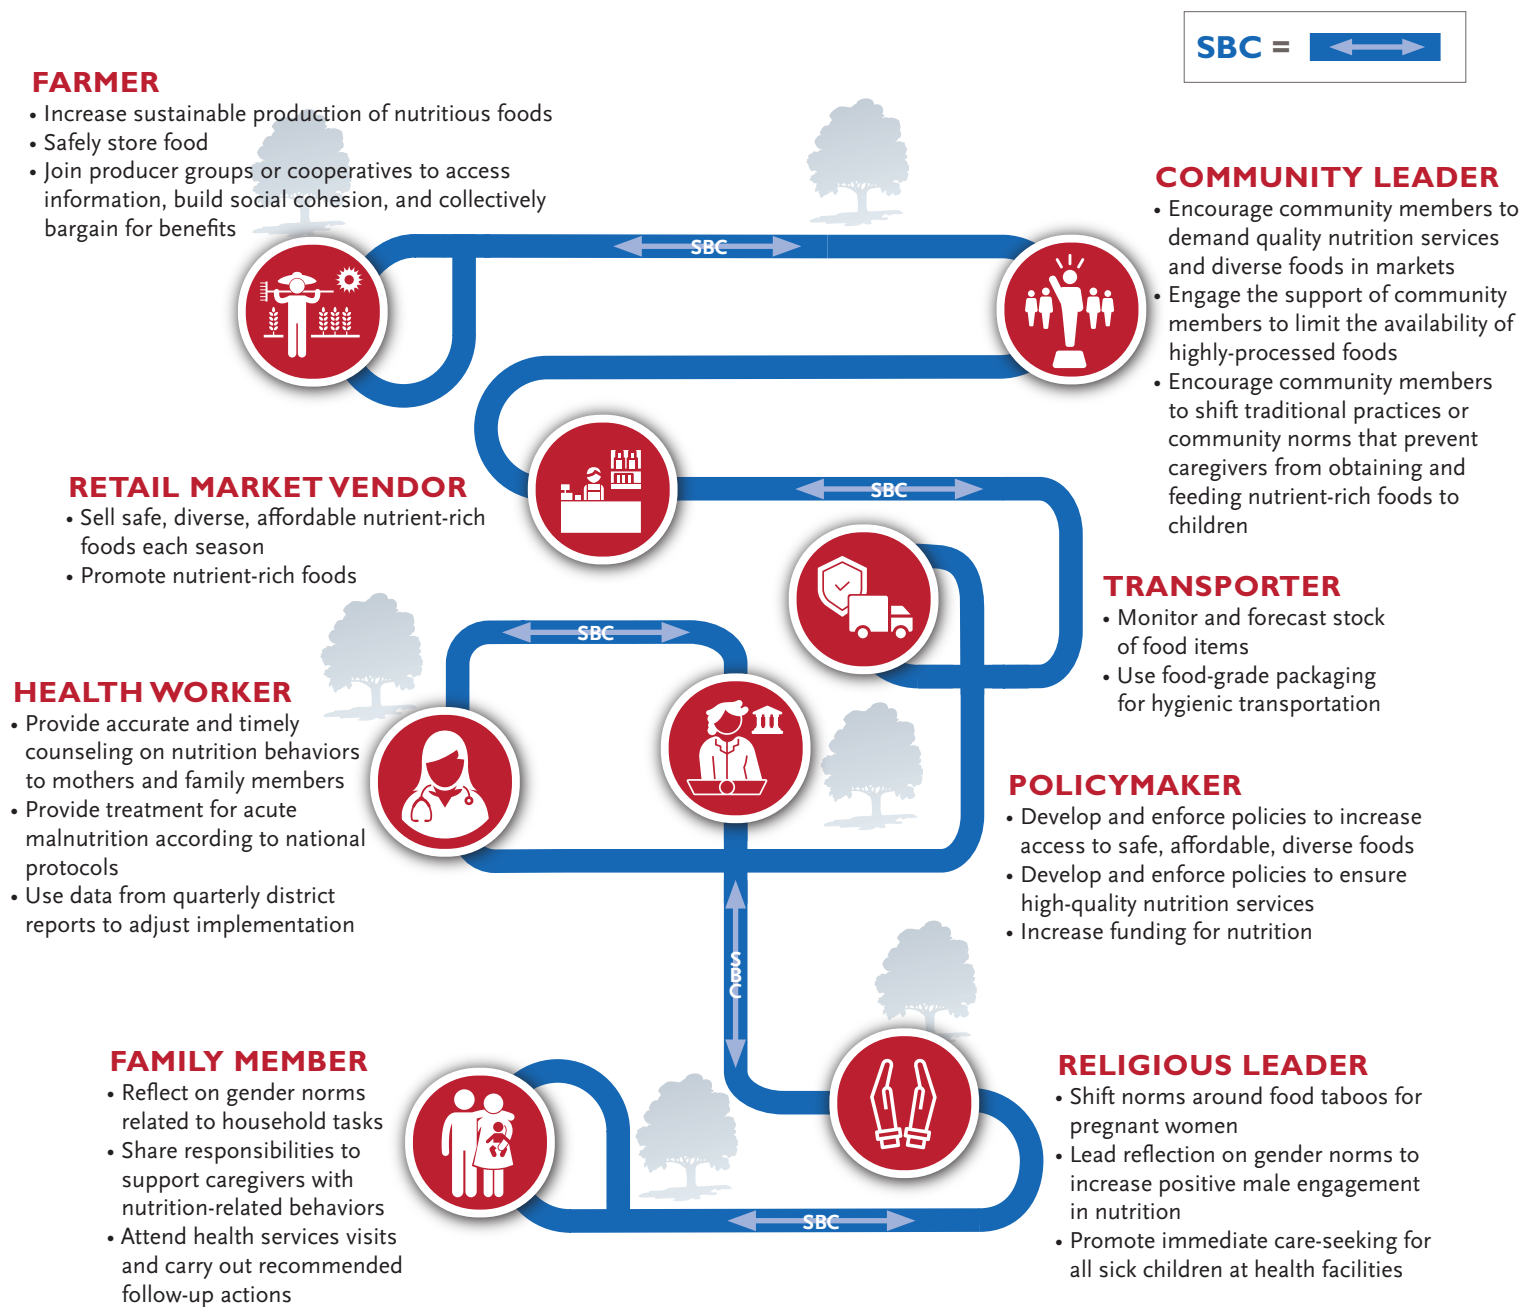 SBC =
FARMER
• Increase sustainable production of nutritious foods
• Safely store food
• Join producer groups or cooperatives to access
information, build social cohesion, and collectively
bargain for benefits
SBC
COMMUNITY LEADER
• Encourage community members to
demand quality nutrition services
and diverse foods in markets
• Engage the support of community
members to limit the availability of
highly-processed foods
• Encourage community members
to shift traditional practices or
community norms that prevent
caregivers from obtaining and
feeding nutrient-rich foods to
children
RETAIL MARKET VENDOR
• Sell safe, diverse, affordable nutrient-rich
foods each season
• Promote nutrient-rich foods
SBC
TRANSPORTER
• Monitor and forecast stock
of food items
• Use food-grade packaging
for hygienic transportation
SBC
HEALTH WORKER
• Provide accurate and timely
counseling on nutrition behaviors
to mothers and family members
• Provide treatment for acute
malnutrition according to national
protocols
• Use data from quarterly district
reports to adjust implementation
POLICYMAKER
• Develop and enforce policies to increase
access to safe, affordable, diverse foods
• Develop and enforce policies to ensure
high-quality nutrition services
• Increase funding for nutrition
SBC
FAMILY MEMBER
• Reflect on gender norms
related to household tasks
• Share responsibilities to
support caregivers with
nutrition-related behaviors
• Attend health services visits
and carry out recommended
follow-up actions
RELIGIOUS LEADER
• Shift norms around food taboos for
pregnant women
• Lead reflection on gender norms to
increase positive male engagement
in nutrition
• Promote immediate care-seeking for
all sick children at health facilities
SBC